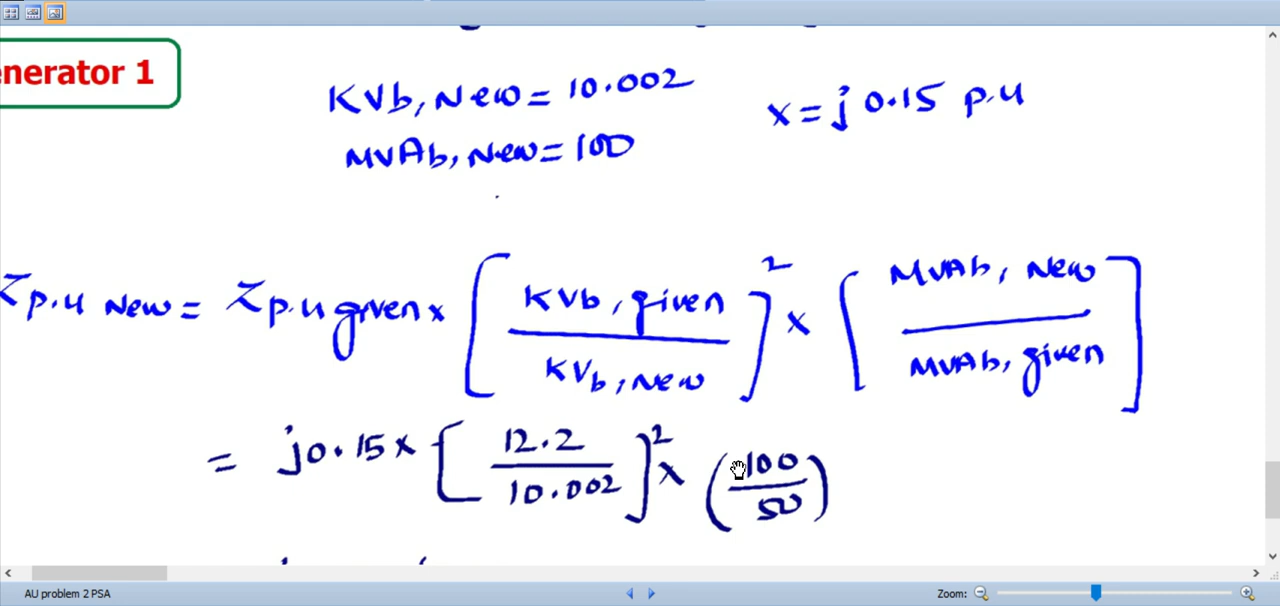 enerator 1
KVb, New = 10.002
x = j 0.15 p.u
MVAb, New = 100
Zp.u New = Zp.u given x [ KVb, given / KVb, New ]² x [ MVAb, New / MVAb, given ]
= j0.15 x [ 12.2 / 10.002 ]² x ( 100 / 50 )
AU problem 2 PSA
Zoom: